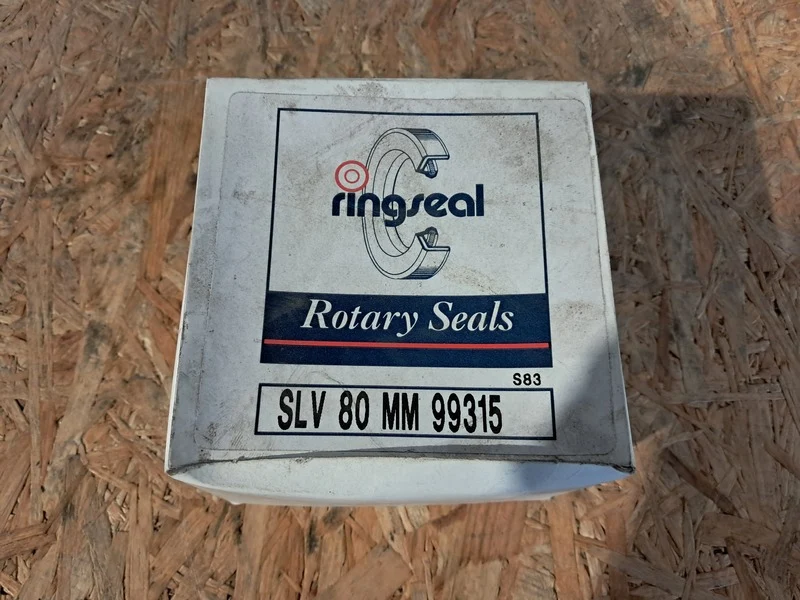 ringseal
Rotary Seals
S83
SLV 80 MM 99315